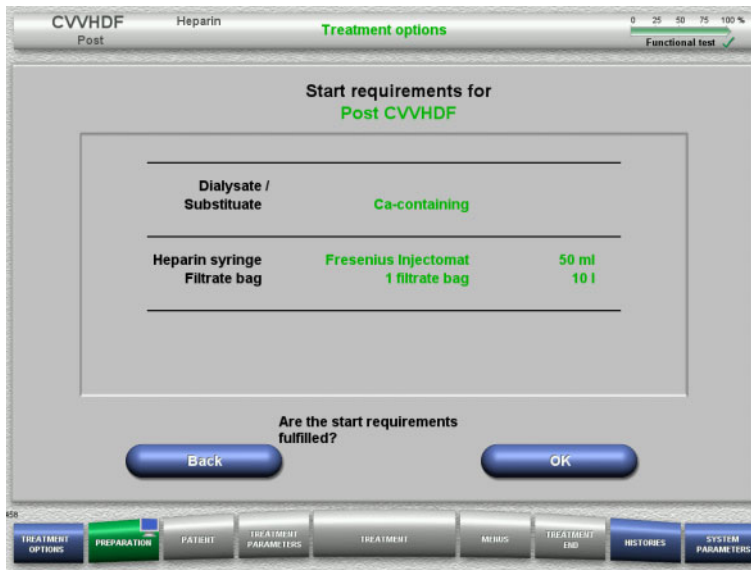 CVVHDF
Post
Heparin
Treatment options
0 25 50 75 100 %
Functional test
Start requirements for
Post CVVHDF
Dialysate /
Substituate Ca-containing
Heparin syringe Fresenius Injectomat 50 ml
Filtrate bag 1 filtrate bag 10 l
Are the start requirements
fulfilled?
Back OK
458
TREATMENT
OPTIONS
PREPARATION
PATIENT
TREATMENT
PARAMETERS
TREATMENT
MENUS
TREATMENT
END
HISTORIES
SYSTEM
PARAMETERS